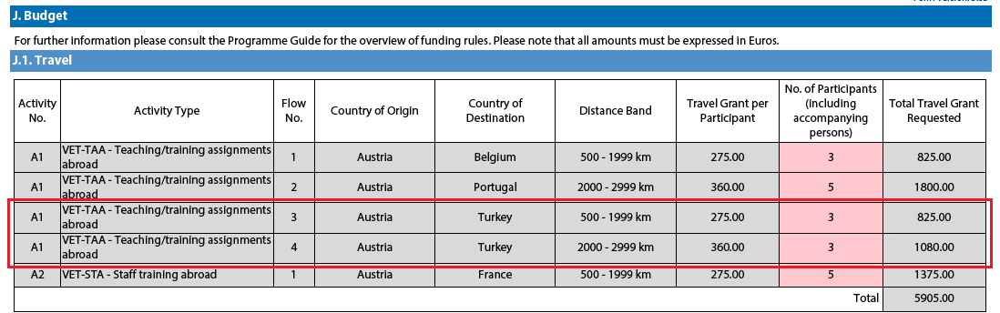 J. Budget
For further information please consult the Programme Guide for the overview of funding rules. Please note that all amounts must be expressed in Euros.
J.1. Travel
Activity No. Activity Type Flow No. Country of Origin Country of Destination Distance Band Travel Grant per Participant No. of Participants (including accompanying persons) Total Travel Grant Requested
A1 VET-TAA - Teaching/training assignments abroad 1 Austria Belgium 500 - 1999 km 275.00 3 825.00
A1 VET-TAA - Teaching/training assignments abroad 2 Austria Portugal 2000 - 2999 km 360.00 5 1800.00
A1 VET-TAA - Teaching/training assignments abroad 3 Austria Turkey 500 - 1999 km 275.00 3 825.00
A1 VET-TAA - Teaching/training assignments abroad 4 Austria Turkey 2000 - 2999 km 360.00 3 1080.00
A2 VET-STA - Staff training abroad 1 Austria France 500 - 1999 km 275.00 5 1375.00
Total 5905.00